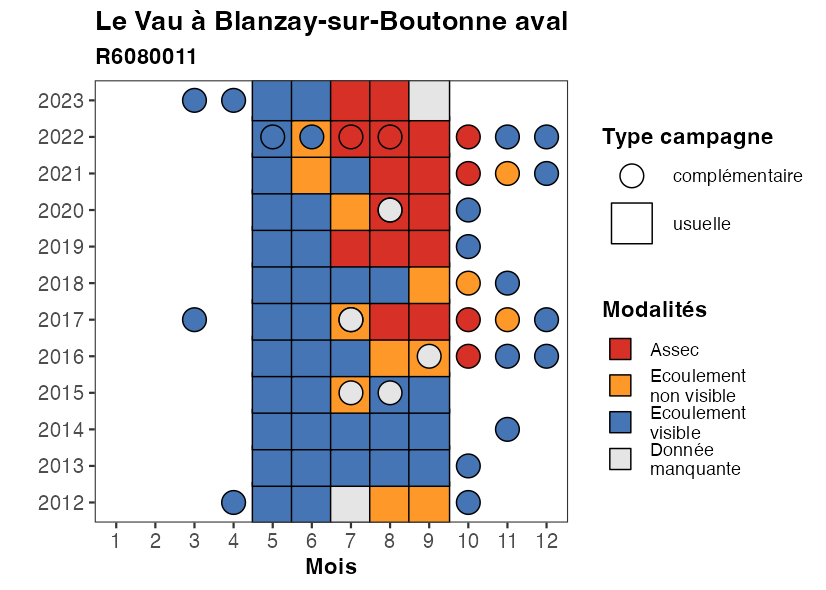 Le Vau à Blanzay-sur-Boutonne aval
R6080011
2023
2022
2021
2020
2019
2018
2017
2016
2015
2014
2013
2012
1 2 3 4 5 6 7 8 9 10 11 12
Mois
Type campagne
complémentaire
usuelle
Modalités
Assec
Ecoulement
non visible
Ecoulement
visible
Donnée
manquante